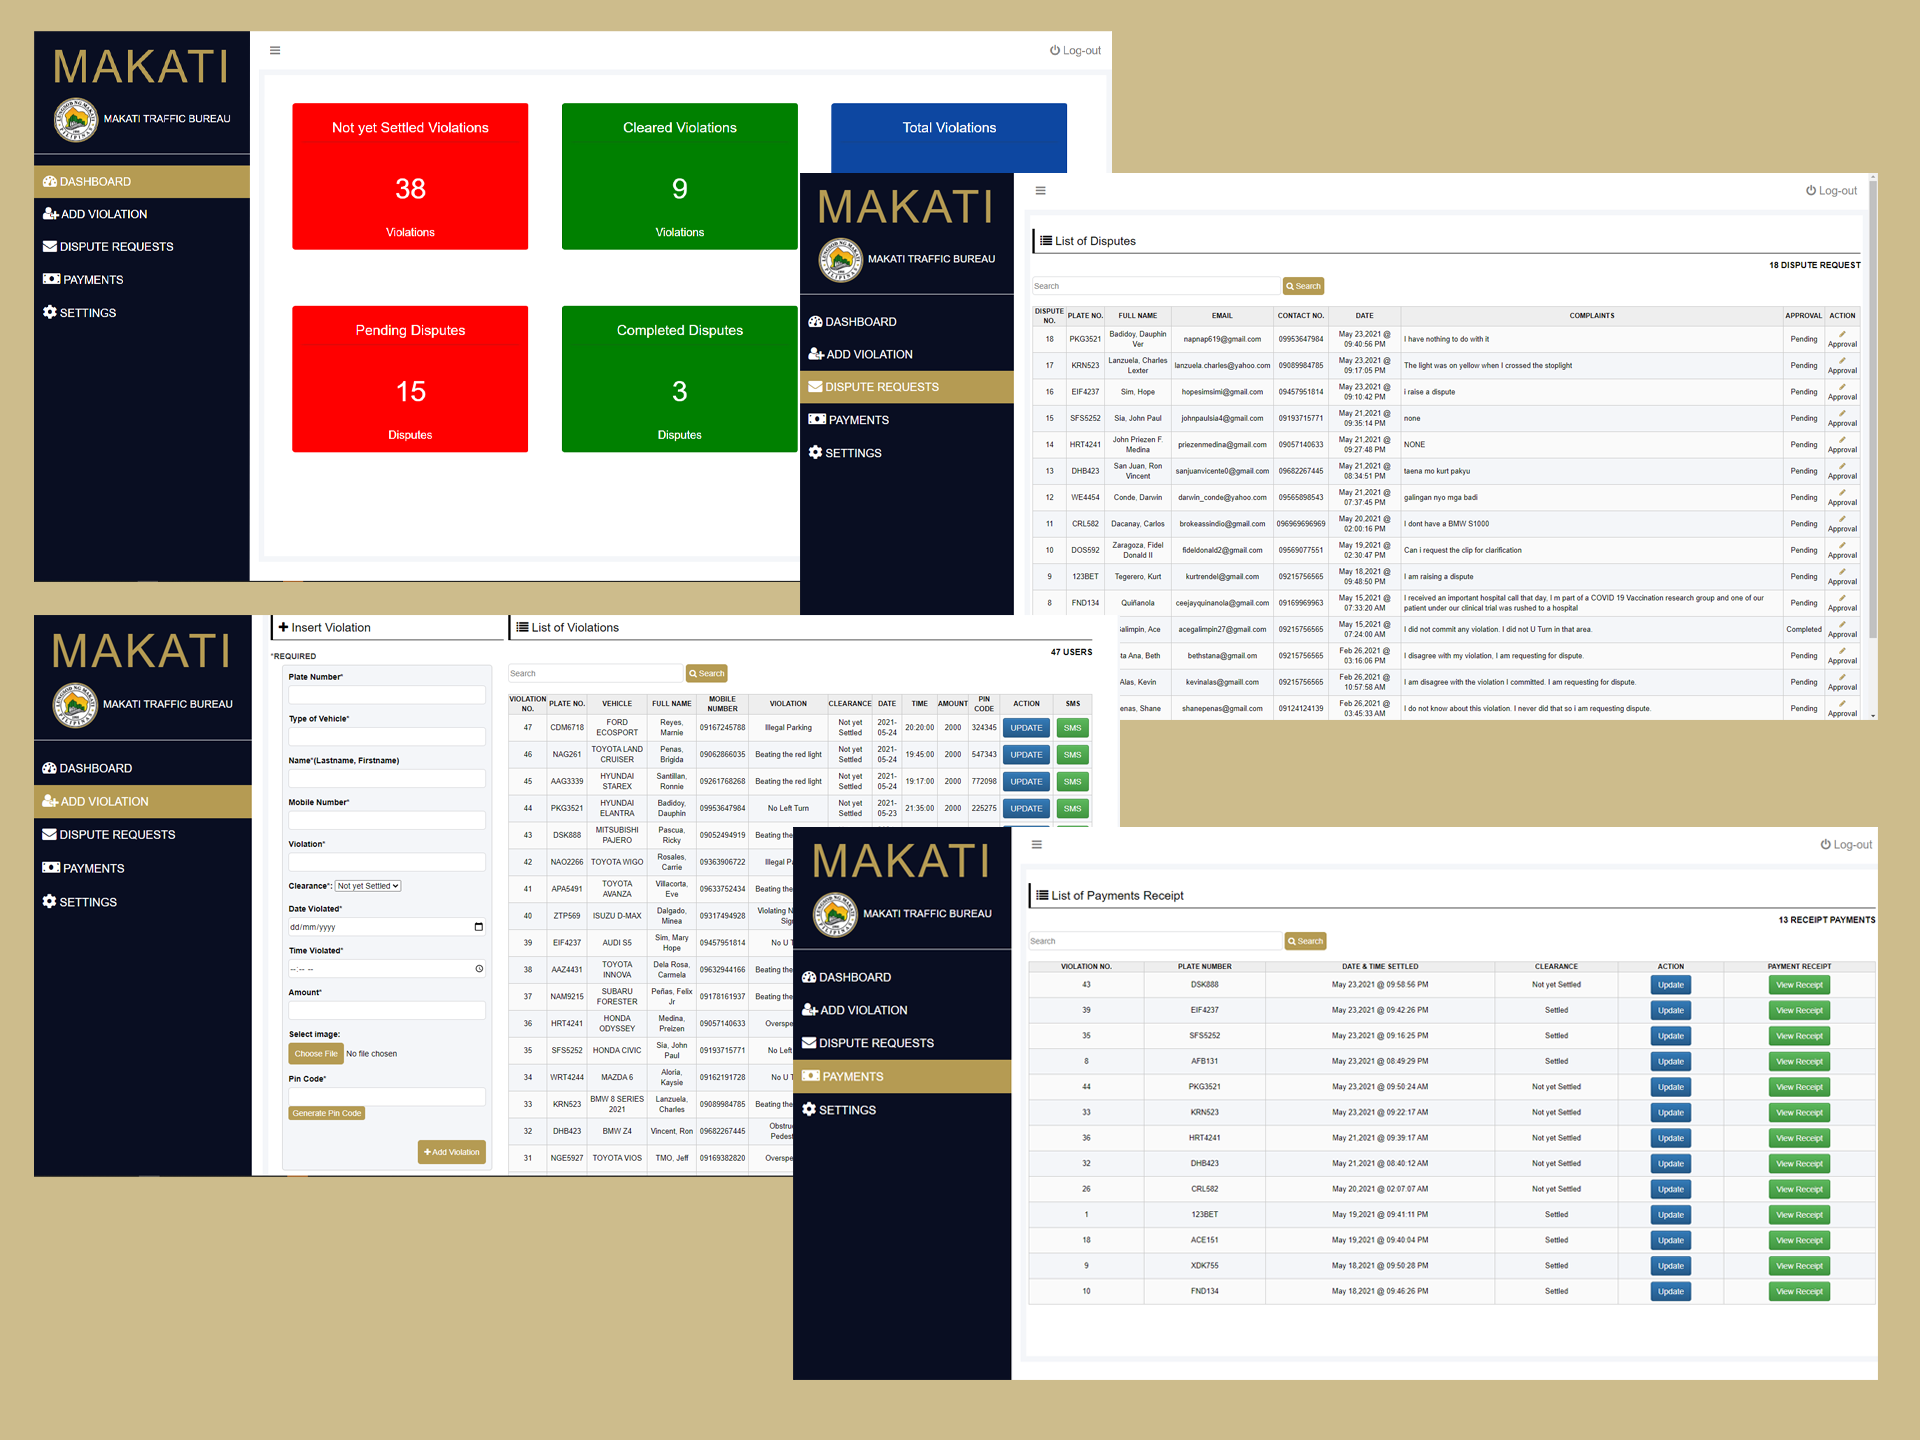 MAKATI
MAKATI TRAFFIC BUREAU
DASHBOARD
ADD VIOLATION
DISPUTE REQUESTS
PAYMENTS
SETTINGS
Log-out
Not yet Settled Violations
38
Violations
Cleared Violations
9
Violations
Total Violations
Pending Disputes
15
Disputes
Completed Disputes
3
Disputes
MAKATI
MAKATI TRAFFIC BUREAU
DASHBOARD
ADD VIOLATION
DISPUTE REQUESTS
PAYMENTS
SETTINGS
Log-out
List of Disputes
18 DISPUTE REQUEST
Search Search
DISPUTE NO. PLATE NO. FULL NAME EMAIL CONTACT NO. DATE COMPLAINTS APPROVAL ACTION
18 PKG3521 Badidoy, Dauphin Ver napnap619@gmail.com 09953647984 May 23,2021 @ 09:40:56 PM I have nothing to do with it Pending Approval
17 KRN523 Lanzuela, Charles Lexter lanzuela.charles@yahoo.com 09089984785 May 23,2021 @ 09:17:05 PM The light was on yellow when I crossed the stoplight Pending Approval
16 EIF4237 Sim, Hope hopesimsimi@gmail.com 09457951814 May 23,2021 @ 09:10:42 PM i raise a dispute Pending Approval
15 SFS5252 Sia, John Paul johnpaulsia4@gmail.com 09193715771 May 21,2021 @ 09:35:14 PM none Pending Approval
14 HRT4241 John Priezen F. Medina priezenmedina@gmail.com 09057140633 May 21,2021 @ 09:27:48 PM NONE Pending Approval
13 DHB423 San Juan, Ron Vincent sanjuanvicente0@gmail.com 09682267445 May 21,2021 @ 08:34:51 PM taena mo kurt pakyu Pending Approval
12 WE4454 Conde, Darwin darwin_conde@yahoo.com 09565898543 May 21,2021 @ 07:37:45 PM galingan nyo mga badi Pending Approval
11 CRL582 Dacanay, Carlos brokeassindio@gmail.com 096969696969 May 20,2021 @ 02:00:16 PM I dont have a BMW S1000 Pending Approval
10 DOS592 Zaragoza, Fidel Donald II fideldonald2@gmail.com 09569077551 May 19,2021 @ 02:30:47 PM Can i request the clip for clarification Pending Approval
9 123BET Tegerero, Kurt kurtrendel@gmail.com 09215756565 May 18,2021 @ 09:48:50 PM I am raising a dispute Pending Approval
8 FND134 Quiñanola ceejayquinanola@gmail.com 09169969963 May 15,2021 @ 07:33:20 AM I received an important hospital call that day, I m part of a COVID 19 Vaccination research group and one of our patient under our clinical trial was rushed to a hospital Pending Approval
alimpin, Ace acegalimpin27@gmail.com 09215756565 May 15,2021 @ 07:24:00 AM I did not commit any violation. I did not U Turn in that area. Completed Approval
ta Ana, Beth bethstana@gmail.om 09215756565 Feb 26,2021 @ 03:16:06 PM I disagree with my violation, I am requesting for dispute. Pending Approval
Alas, Kevin kevinalas@gmail.com 09215756565 Feb 26,2021 @ 10:57:58 AM I am disagree with the violation I committed. I am requesting for dispute. Pending Approval
enas, Shane shanepenas@gmail.com 09124124139 Feb 26,2021 @ 03:45:33 AM I do not know about this violation. I never did that so i am requesting dispute. Pending Approval
MAKATI
MAKATI TRAFFIC BUREAU
DASHBOARD
ADD VIOLATION
DISPUTE REQUESTS
PAYMENTS
SETTINGS
Insert Violation
*REQUIRED
Plate Number*
Type of Vehicle*
Name*(Lastname, Firstname)
Mobile Number*
Violation*
Clearance*: Not yet Settled
Date Violated*
dd/mm/yyyy
Time Violated*
--:-- --
Amount*
Select image:
Choose File No file chosen
Pin Code*
Generate Pin Code
Add Violation
List of Violations
47 USERS
Search Search
VIOLATION NO. PLATE NO. VEHICLE FULL NAME MOBILE NUMBER VIOLATION CLEARANCE DATE TIME AMOUNT PIN CODE ACTION SMS
47 CDM6718 FORD ECOSPORT Reyes, Marnie 09167245788 Illegal Parking Not yet Settled 2021-05-24 20:20:00 2000 324345 UPDATE SMS
46 NAG261 TOYOTA LAND CRUISER Penas, Brigida 09062866035 Beating the red light Not yet Settled 2021-05-24 19:45:00 2000 547343 UPDATE SMS
45 AAG3339 HYUNDAI STAREX Santillan, Ronnie 09261768268 Beating the red light Not yet Settled 2021-05-24 19:17:00 2000 772098 UPDATE SMS
44 PKG3521 HYUNDAI ELANTRA Badidoy, Dauphin 09953647984 No Left Turn Not yet Settled 2021-05-23 21:35:00 2000 225275 UPDATE SMS
43 DSK888 MITSUBISHI PAJERO Pascua, Ricky 09052494919 Beating the
42 NAO2266 TOYOTA WIGO Rosales, Carrie 09363906722 Illegal Pa
41 APA5491 TOYOTA AVANZA Villacorta, Eve 09633752434 Beating the
40 ZTP569 ISUZU D-MAX Dalgado, Minea 09317494928 Violating N Sig
39 EIF4237 AUDI S5 Sim, Mary Hope 09457951814 No U T
38 AAZ4431 TOYOTA INNOVA Dela Rosa, Carmela 09632944166 Beating the
37 NAM9215 SUBARU FORESTER Peñas, Felix Jr 09178161937 Beating the
36 HRT4241 HONDA ODYSSEY Medina, Preizen 09057140633 Overspe
35 SFS5252 HONDA CIVIC Sia, John Paul 09193715771 No Left
34 WRT4244 MAZDA 6 Aloria, Kaysie 09162191728 No U T
33 KRN523 BMW 8 SERIES 2021 Lanzuela, Charles 09089984785 Beating the
32 DHB423 BMW Z4 Vincent, Ron 09682267445 Obstru Pedest
31 NGE5927 TOYOTA VIOS TMO, Jeff 09169382820 Overspe
MAKATI
MAKATI TRAFFIC BUREAU
DASHBOARD
ADD VIOLATION
DISPUTE REQUESTS
PAYMENTS
SETTINGS
Log-out
List of Payments Receipt
13 RECEIPT PAYMENTS
Search Search
VIOLATION NO. PLATE NUMBER DATE & TIME SETTLED CLEARANCE ACTION PAYMENT RECEIPT
43 DSK888 May 23,2021 @ 09:58:56 PM Not yet Settled Update View Receipt
39 EIF4237 May 23,2021 @ 09:42:26 PM Settled Update View Receipt
35 SFS5252 May 23,2021 @ 09:16:25 PM Settled Update View Receipt
8 AFB131 May 23,2021 @ 08:49:29 PM Settled Update View Receipt
44 PKG3521 May 23,2021 @ 09:50:24 AM Not yet Settled Update View Receipt
33 KRN523 May 23,2021 @ 09:22:17 AM Not yet Settled Update View Receipt
36 HRT4241 May 21,2021 @ 09:39:17 AM Not yet Settled Update View Receipt
32 DHB423 May 21,2021 @ 08:40:12 AM Not yet Settled Update View Receipt
26 CRL582 May 20,2021 @ 02:07:07 AM Not yet Settled Update View Receipt
1 123BET May 19,2021 @ 09:41:11 PM Settled Update View Receipt
18 ACE151 May 19,2021 @ 09:40:04 PM Settled Update View Receipt
9 XDK755 May 18,2021 @ 09:50:28 PM Settled Update View Receipt
10 FND134 May 18,2021 @ 09:46:26 PM Settled Update View Receipt